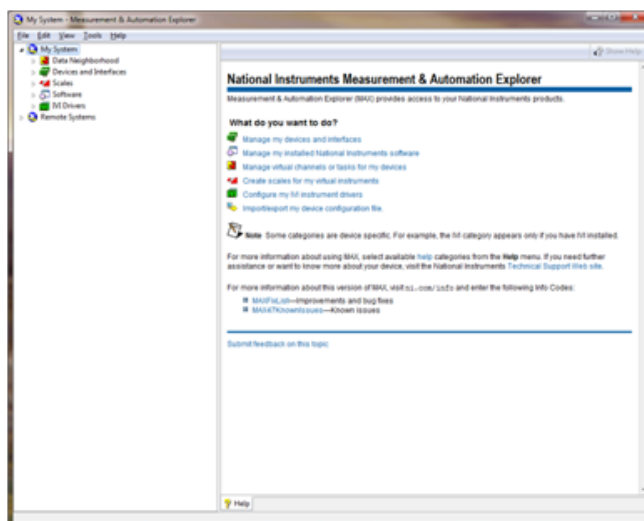 My System - Measurement & Automation Explorer
File Edit View Tools Help
My System
Data Neighborhood
Devices and Interfaces
Scales
Software
IVI Drivers
Remote Systems
Show Help
National Instruments Measurement & Automation Explorer
Measurement & Automation Explorer (MAX) provides access to your National Instruments products.
What do you want to do?
Manage my devices and interfaces
Manage my installed National Instruments software
Manage virtual channels or tasks for my devices
Create scales for my virtual instruments
Configure my IVI instrument drivers
Import/export my device configuration file.
Note Some categories are device specific. For example, the IVI category appears only if you have IVI installed.
For more information about using MAX, select available help categories from the Help menu. If you need further
assistance or want to know more about your device, visit the National Instruments Technical Support Web site.
For more information about this version of MAX, visit ni.com/info and enter the following Info Codes:
MAXFixList—Improvements and bug fixes
MAX47KnownIssues—Known Issues
Submit feedback on this topic
Help